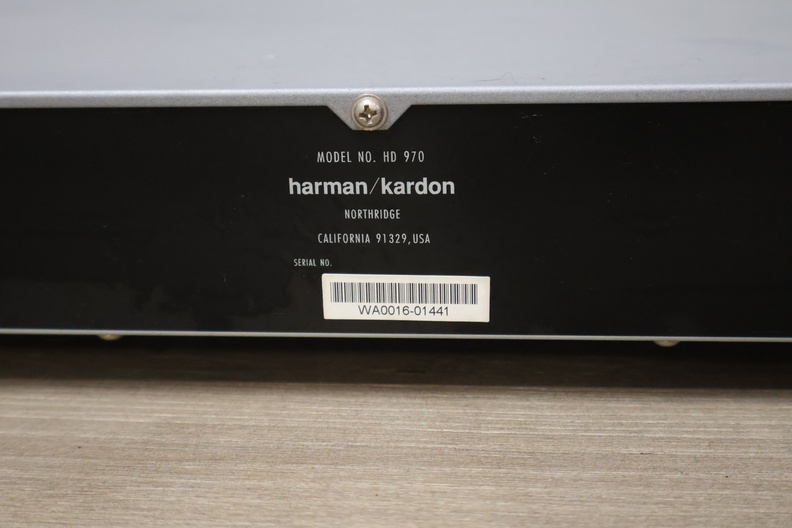 MODEL NO. HD 970
harman/kardon
NORTHRIDGE
CALIFORNIA 91329, USA
SERIAL NO.
WA0016-01441